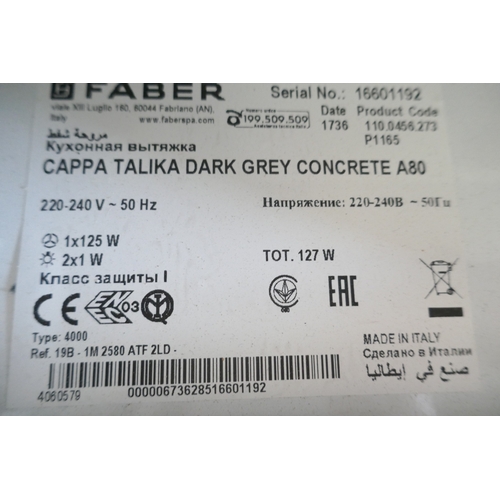 FABER
Serial No.: 16601192
Viale XIII Luglio 160, 60044 Fabriano (AN),
Italy
www.faberspa.com
199.509.509
Date Product Code
1736 110.0456.273
P1165
مروحة شفط
Кухонная вытяжка
CAPPA TALIKA DARK GREY CONCRETE A80
220-240 V ~ 50 Hz
Напряжение: 220-240В ~ 50Гц
1x125 W
2x1 W
TOT. 127 W
Класс защиты I
CE
03
EAC
Type: 4000
Ref. 19B - 1M 2580 ATF 2LD -
MADE IN ITALY
Сделано в Италии
صنع في إيطاليا
4060579
00000673628516601192